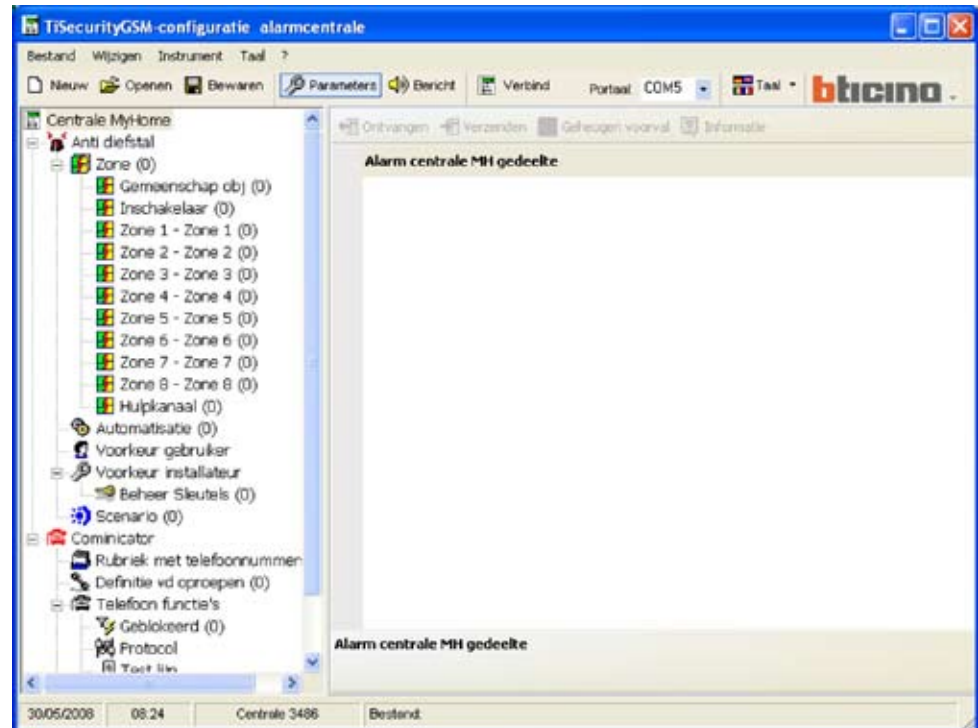 TiSecurityGSM-configuratie alarmcentrale
Bestand Wijzigen Instrument Taal ?
Nieuw Openen Bewaren Parameters Bericht Verbind Portaal COM5 Taal bticino
Centrale MyHome
Anti diefstal
Zone (0)
Gemeenschap obj (0)
Inschakelaar (0)
Zone 1 - Zone 1 (0)
Zone 2 - Zone 2 (0)
Zone 3 - Zone 3 (0)
Zone 4 - Zone 4 (0)
Zone 5 - Zone 5 (0)
Zone 6 - Zone 6 (0)
Zone 7 - Zone 7 (0)
Zone 8 - Zone 8 (0)
Hulpkanaal (0)
Automatisatie (0)
Voorkeur gebruiker
Voorkeur installateur
Beheer Sleutels (0)
Scenario (0)
Cominicator
Rubriek met telefoonnummer
Definitie vd oproepen (0)
Telefoon functie's
Geblokeerd (0)
Protocol
Test lijn
Ontvangen Verzenden Geheugen voorval Informatie
Alarm centrale MH gedeelte
Alarm centrale MH gedeelte
30/05/2008 08:24 Centrale 3486 Bestand: